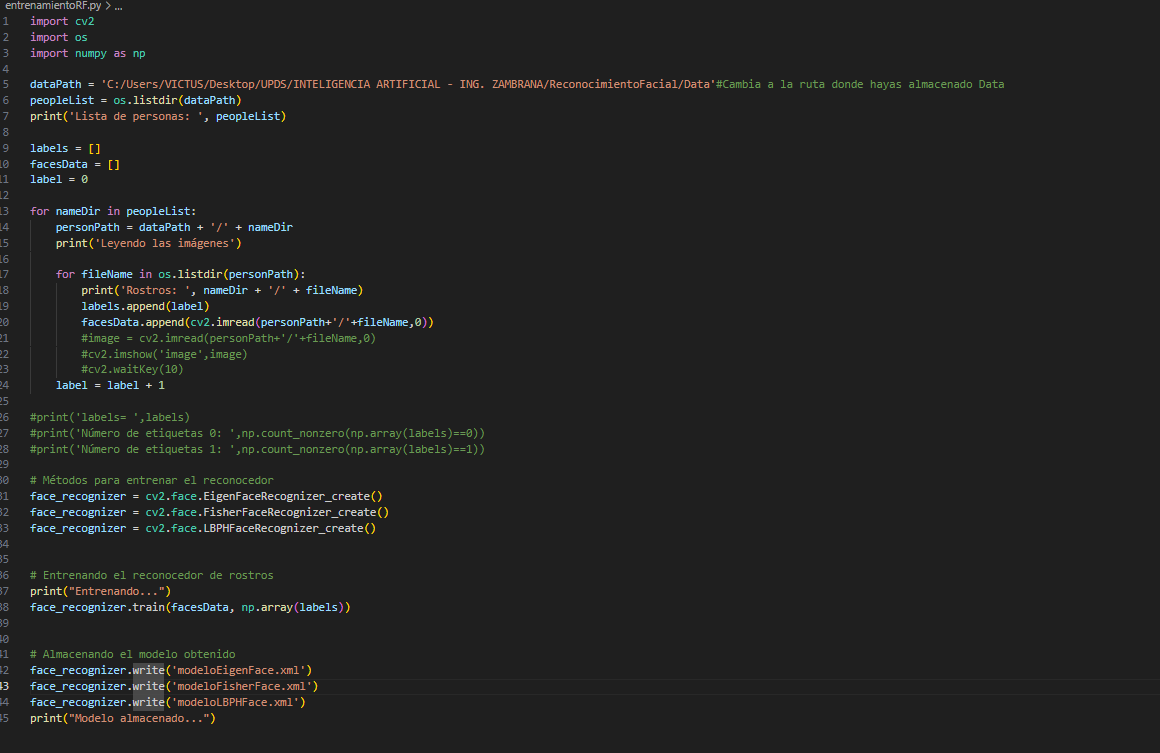 entrenamientoRF.py > ...
1 import cv2
2 import os
3 import numpy as np
4
5 dataPath = 'C:/Users/VICTUS/Desktop/UPDS/INTELIGENCIA ARTIFICIAL - ING. ZAMBRANA/ReconocimientoFacial/Data'#Cambia a la ruta donde hayas almacenado Data
6 peopleList = os.listdir(dataPath)
7 print('Lista de personas: ', peopleList)
8
9 labels = []
10 facesData = []
11 label = 0
12
13 for nameDir in peopleList:
14     personPath = dataPath + '/' + nameDir
15     print('Leyendo las imágenes')
16
17     for fileName in os.listdir(personPath):
18         print('Rostros: ', nameDir + '/' + fileName)
19         labels.append(label)
20         facesData.append(cv2.imread(personPath+'/'+fileName,0))
21         #image = cv2.imread(personPath+'/'+fileName,0)
22         #cv2.imshow('image',image)
23         #cv2.waitKey(10)
24     label = label + 1
25
26 #print('labels= ',labels)
27 #print('Número de etiquetas 0: ',np.count_nonzero(np.array(labels)==0))
28 #print('Número de etiquetas 1: ',np.count_nonzero(np.array(labels)==1))
29
30 # Métodos para entrenar el reconocedor
31 face_recognizer = cv2.face.EigenFaceRecognizer_create()
32 face_recognizer = cv2.face.FisherFaceRecognizer_create()
33 face_recognizer = cv2.face.LBPHFaceRecognizer_create()
34
35
36 # Entrenando el reconocedor de rostros
37 print("Entrenando...")
38 face_recognizer.train(facesData, np.array(labels))
39
40
41 # Almacenando el modelo obtenido
42 face_recognizer.write('modeloEigenFace.xml')
43 face_recognizer.write('modeloFisherFace.xml')
44 face_recognizer.write('modeloLBPHFace.xml')
45 print("Modelo almacenado...")